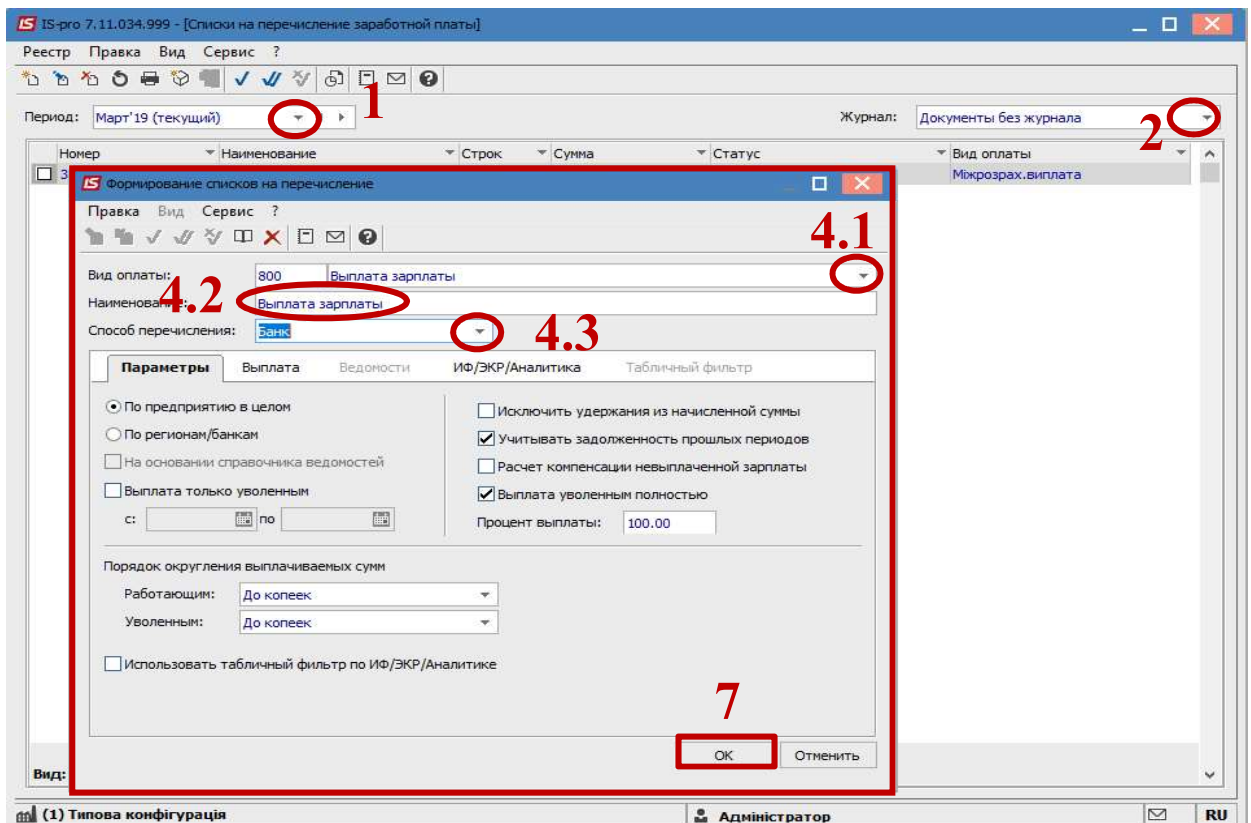 IS-pro 7.11.034.999 - [Списки на перечисление заработной платы]
Реестр Правка Вид Сервис ?
1
Период: Март'19 (текущий) Журнал: Документы без журнала
2
Номер Наименование Строк Сумма Статус Вид оплаты
3 Міжрозрах.виплата
Формирование списков на перечисление
Правка Вид Сервис ?
4.1
Вид оплаты: 800 Выплата зарплаты
4.2
Наименование: Выплата зарплаты
Способ перечисления: Банк
4.3
Параметры Выплата Ведомости ИФ/ЭКР/Аналитика Табличный фильтр
По предприятию в целом Исключить удержания из начисленной суммы
По регионам/банкам Учитывать задолженность прошлых периодов
На основании справочника ведомостей Расчет компенсации невыплаченной зарплаты
Выплата только уволенным Выплата уволенным полностью
с: по Процент выплаты: 100.00
Порядок округления выплачиваемых сумм
Работающим: До копеек
Уволенным: До копеек
Использовать табличный фильтр по ИФ/ЭКР/Аналитике
7
OK Отменить
Вид:
(1) Типова конфігурація Адміністратор RU